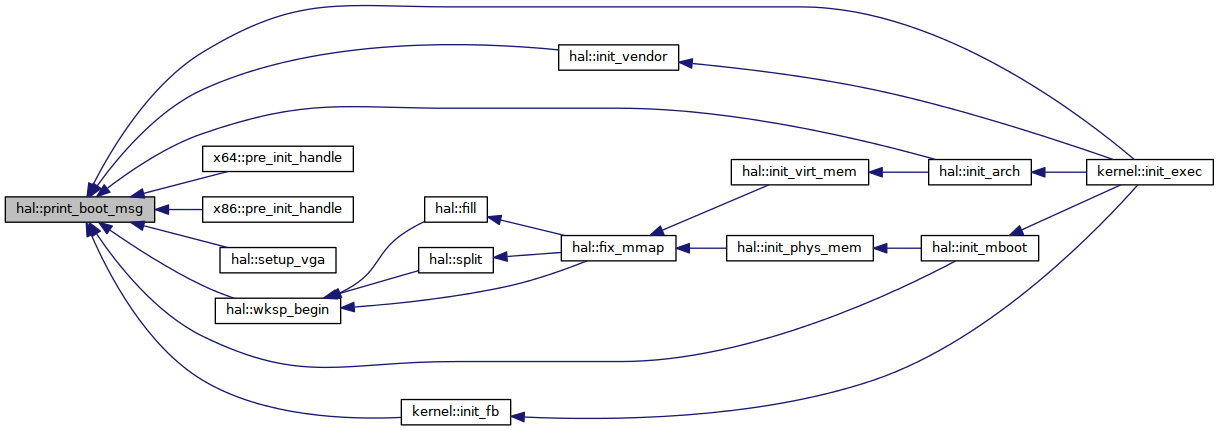 hal::init_vendor
x64::pre_init_handle
hal::init_virt_mem
hal::init_arch
kernel::init_exec
hal::print_boot_msg
x86::pre_init_handle
hal::fill
hal::fix_mmap
hal::init_phys_mem
hal::init_mboot
hal::setup_vga
hal::split
hal::wksp_begin
kernel::init_fb